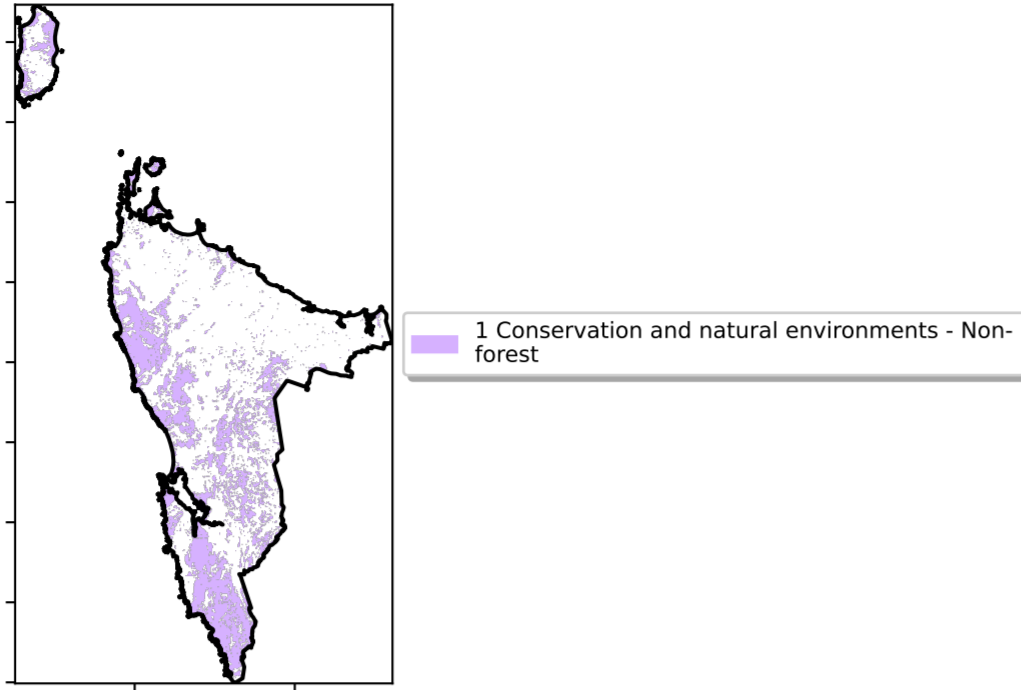 1 Conservation and natural environments - Non-
forest